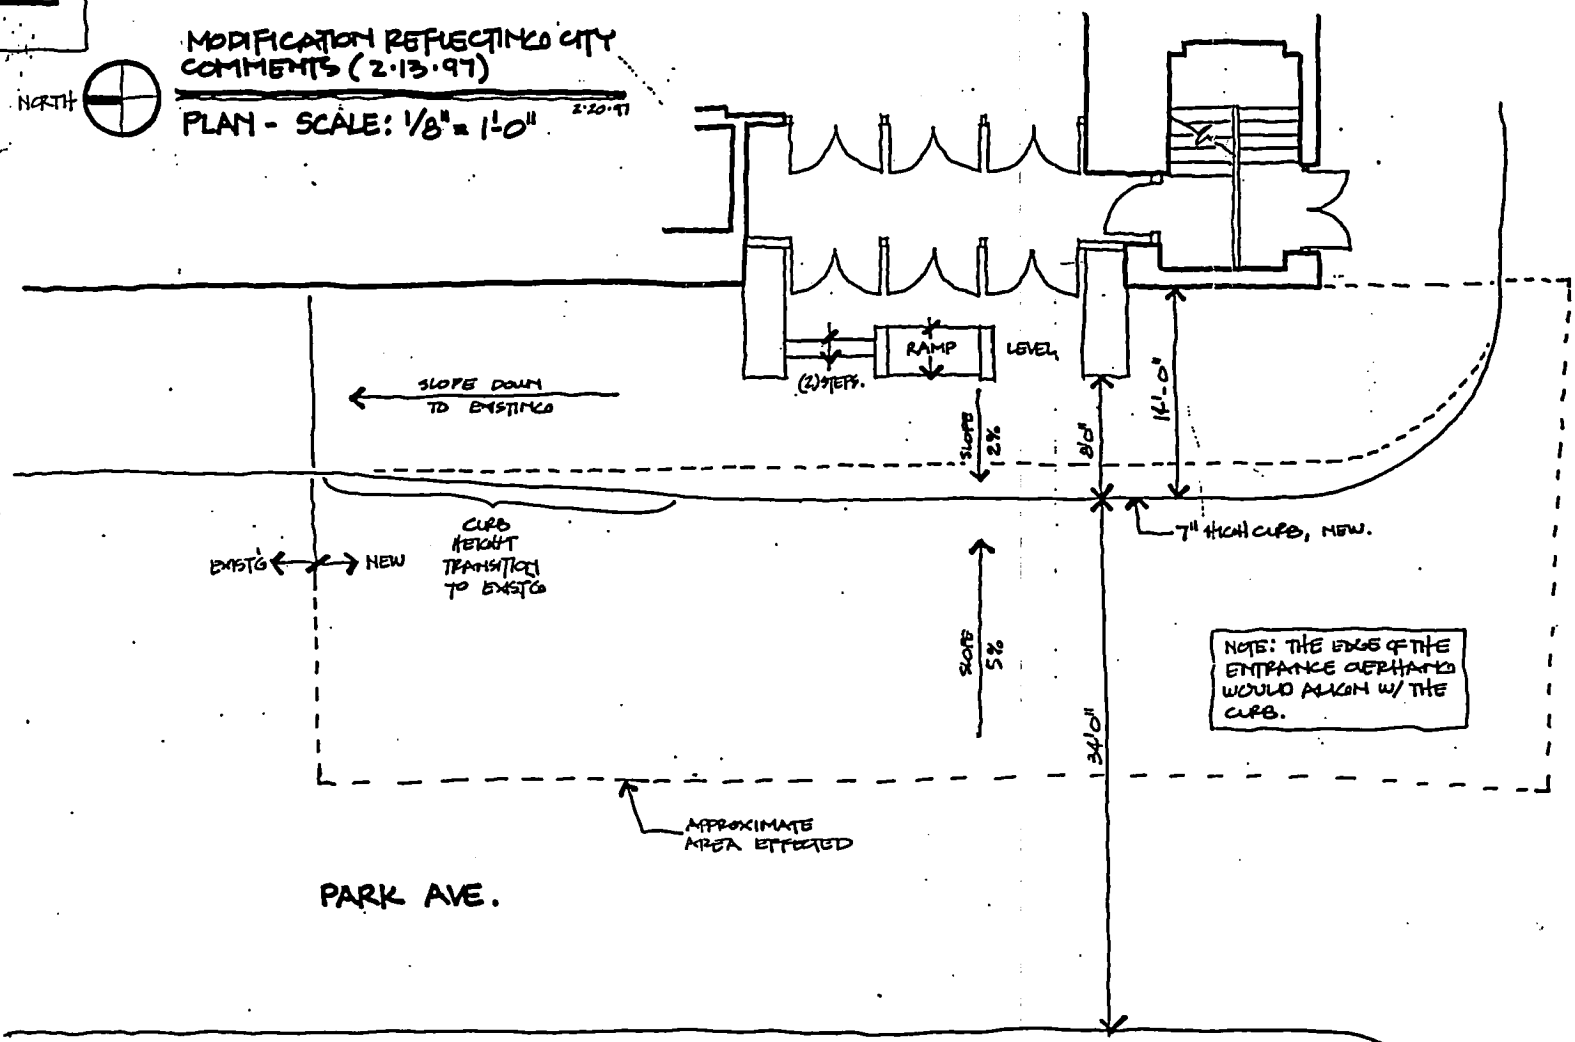 MODIFICATION REFLECTING CITY
COMMENTS (2·13·97)
NORTH
2·20·97
PLAN - SCALE: 1/8" = 1'-0"
RAMP
LEVEL
(2) STEPS.
SLOPE DOWN
TO EXISTING
SLOPE
2%
8'0"
14'-0"
7" HIGH CURB, NEW.
CURB
HEIGHT
TRANSITION
TO EXIST'G
EXIST'G
NEW
SLOPE
5%
34'0"
NOTE: THE EDGE OF THE
ENTRANCE OVERHANG
WOULD ALIGN W/ THE
CURB.
APPROXIMATE
AREA EFFECTED
PARK AVE.